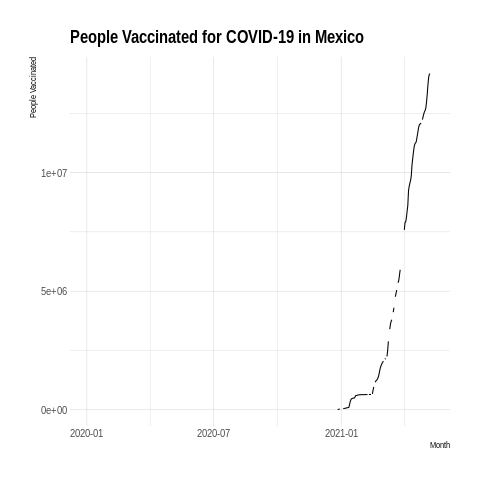 People Vaccinated for COVID-19 in Mexico
People Vaccinated
1e+07
5e+06
0e+00
2020-01 2020-07 2021-01
Month